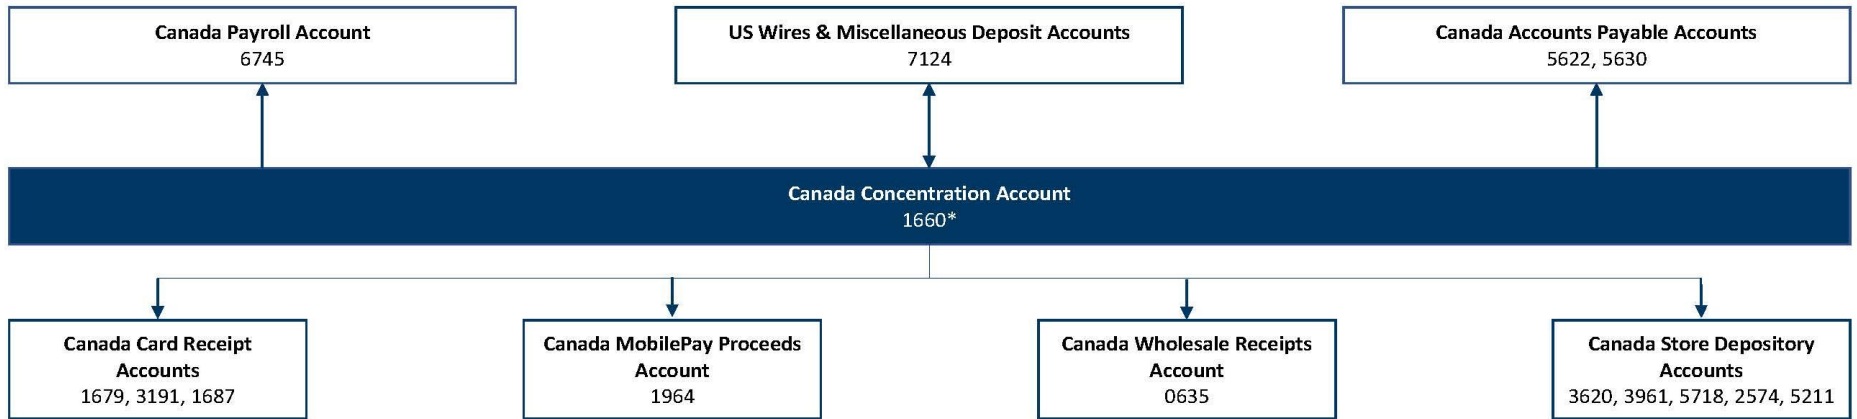 Canada Payroll Account
6745
US Wires & Miscellaneous Deposit Accounts
7124
Canada Accounts Payable Accounts
5622, 5630
Canada Concentration Account
1660*
Canada Card Receipt
Accounts
1679, 3191, 1687
Canada MobilePay Proceeds
Account
1964
Canada Wholesale Receipts
Account
0635
Canada Store Depository
Accounts
3620, 3961, 5718, 2574, 5211